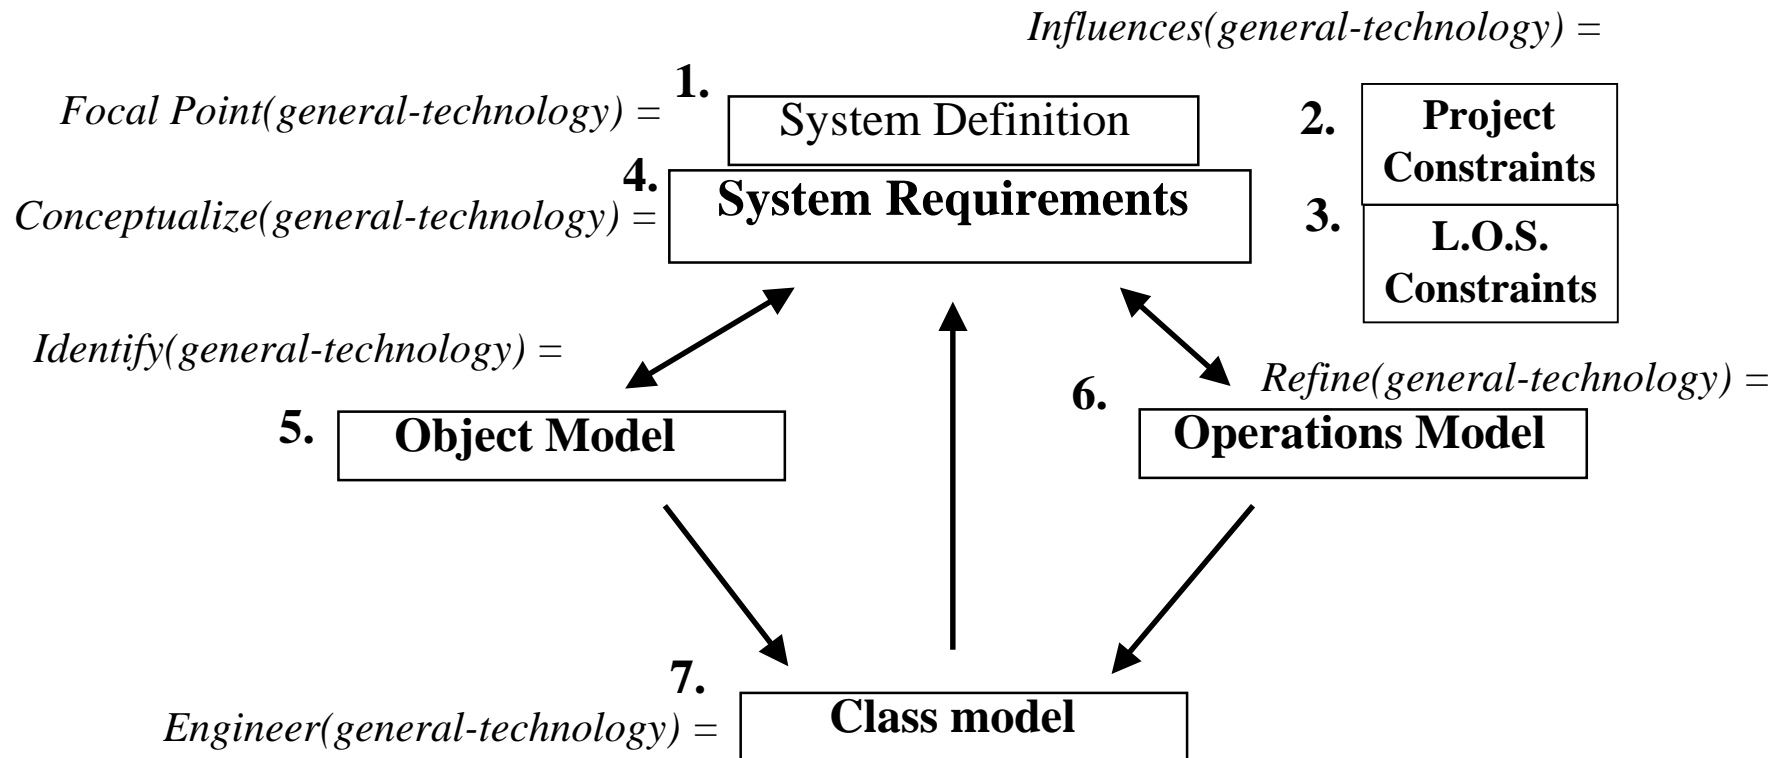 Influences(general-technology) =
1.
Focal Point(general-technology) =
System Definition
2.
Project
Constraints
4.
Conceptualize(general-technology) =
System Requirements
3.
L.O.S.
Constraints
Identify(general-technology) =
Refine(general-technology) =
5.
Object Model
6.
Operations Model
7.
Engineer(general-technology) =
Class model